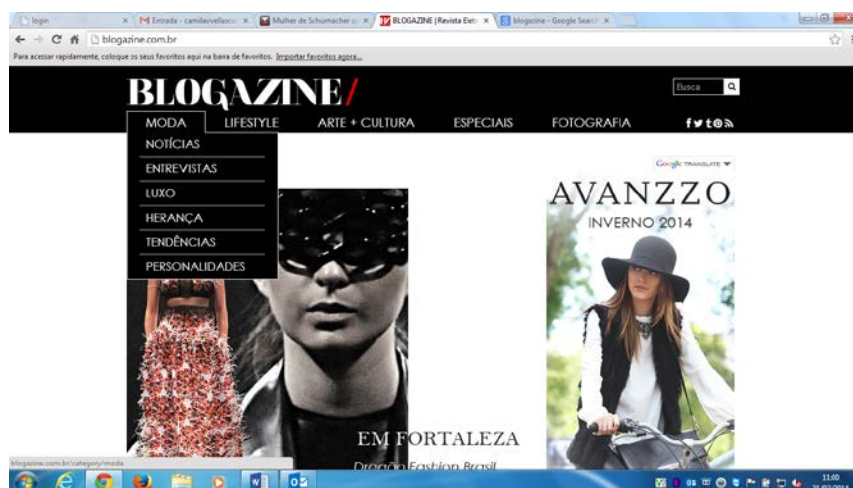 login
Entrada - camilavvellasco
Mulher de Schumacher q
BLOGAZINE | Revista Eletr
blogazine - Google Search
blogazine.com.br
Para acessar rapidamente, coloque os seus favoritos aqui na barra de favoritos. Importar favoritos agora...
BLOGAZINE/
Busca
MODA LIFESTYLE ARTE + CULTURA ESPECIAIS FOTOGRAFIA
NOTÍCIAS
ENTREVISTAS
LUXO
HERANÇA
TENDÊNCIAS
PERSONALIDADES
Google TRANSLATE
AVANZZO
INVERNO 2014
EM FORTALEZA
Dragão Fashion Brasil
blogazine.com.br/category/moda
11:00